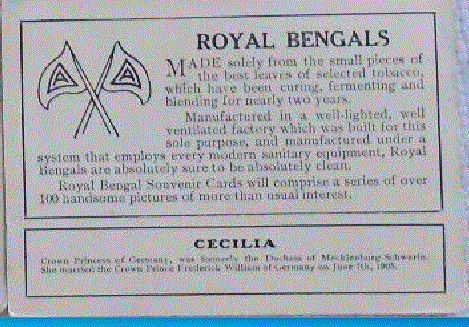 ROYAL BENGALS
MADE solely from the small pieces of
the best leaves of selected tobacco,
which have been curing, fermenting and
blending for nearly two years.
Manufactured in a well-lighted, well
ventilated factory which was built for this
sole purpose, and manufactured under a
system that employs every modern sanitary equipment, Royal
Bengals are absolutely sure to be absolutely clean.
Royal Bengal Souvenir Cards will comprise a series of over
100 handsome pictures of more than usual interest.
CECILIA
Crown Princess of Germany, was formerly the Duchess of Mecklenburg-Schwerin.
She married the Crown Prince Frederick William of Germany on June 7th, 1905.